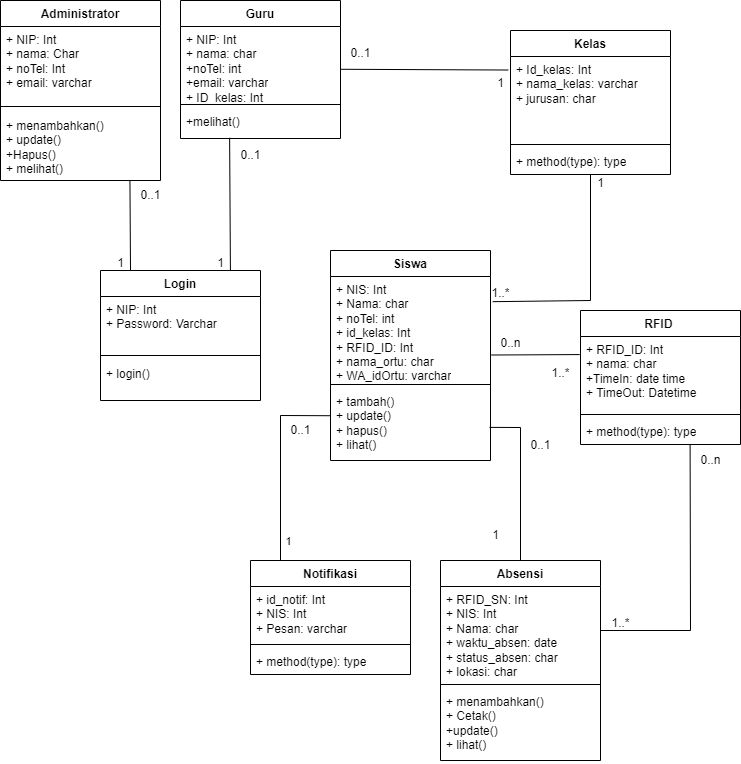 Administrator
+ NIP: Int
+ nama: Char
+ noTel: Int
+ email: varchar
+ menambahkan()
+ update()
+Hapus()
+ melihat()
Guru
+ NIP: Int
+ nama: char
+noTel: int
+email: varchar
+ ID_kelas: Int
+melihat()
Kelas
+ Id_kelas: Int
+ nama_kelas: varchar
+ jurusan: char
+ method(type): type
0..1
1
0..1
0..1
1
1
1
Login
+ NIP: Int
+ Password: Varchar
+ login()
Siswa
+ NIS: Int
+ Nama: char
+ noTel: int
+ id_kelas: Int
+ RFID_ID: Int
+ nama_ortu: char
+ WA_idOrtu: varchar
+ tambah()
+ update()
+ hapus()
+ lihat()
1..*
0..n
1..*
RFID
+ RFID_ID: Int
+ nama: char
+TimeIn: date time
+ TimeOut: Datetime
+ method(type): type
0..1
0..1
0..n
1
1
1..*
Notifikasi
+ id_notif: Int
+ NIS: Int
+ Pesan: varchar
+ method(type): type
Absensi
+ RFID_SN: Int
+ NIS: Int
+ Nama: char
+ waktu_absen: date
+ status_absen: char
+ lokasi: char
+ menambahkan()
+ Cetak()
+update()
+ lihat()